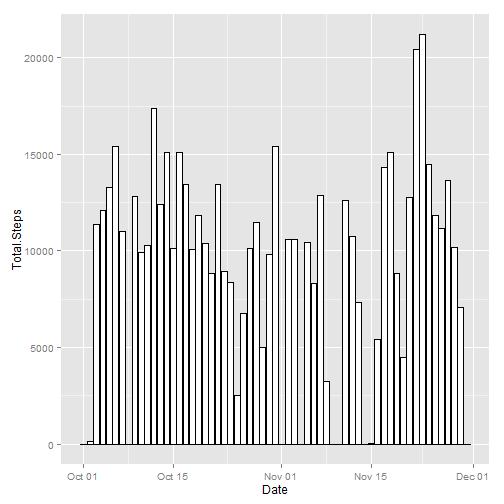 20000
15000
10000
5000
0
Total.Steps
Oct 01
Oct 15
Nov 01
Nov 15
Dec 01
Date